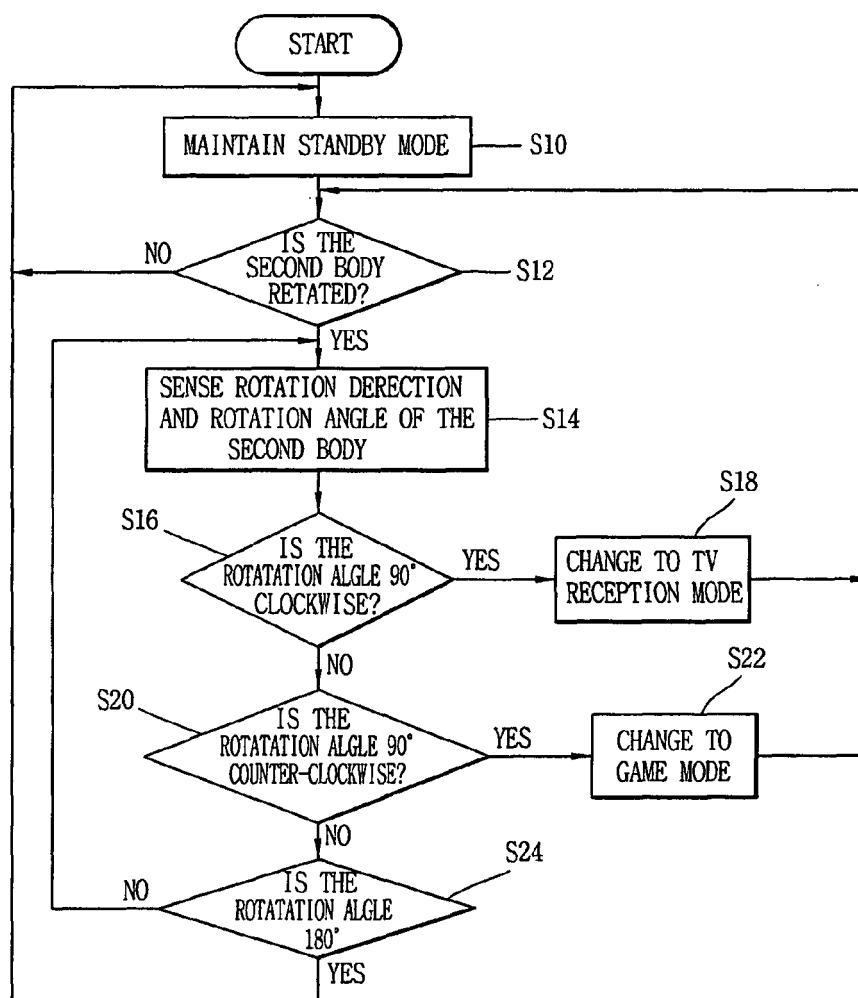 START
MAINTAIN STANDBY MODE
S10
IS THE
SECOND BODY
RETATED?
NO
S12
YES
SENSE ROTATION DERECTION
AND ROTATION ANGLE OF THE
SECOND BODY
S14
S16
IS THE
ROTATATION ALGLE 90°
CLOCKWISE?
YES
S18
CHANGE TO TV
RECEPTION MODE
NO
S20
IS THE
ROTATATION ALGLE 90°
COUNTER-CLOCKWISE?
YES
S22
CHANGE TO
GAME MODE
NO
S24
IS THE
ROTATATION ALGLE
180°
NO
YES